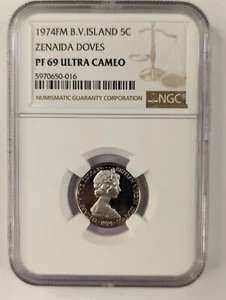 1974FM B.V.ISLAND 5C
ZENAIDA DOVES
PF 69 ULTRA CAMEO
5970650-016
NUMISMATIC GUARANTY CORPORATION
NGC